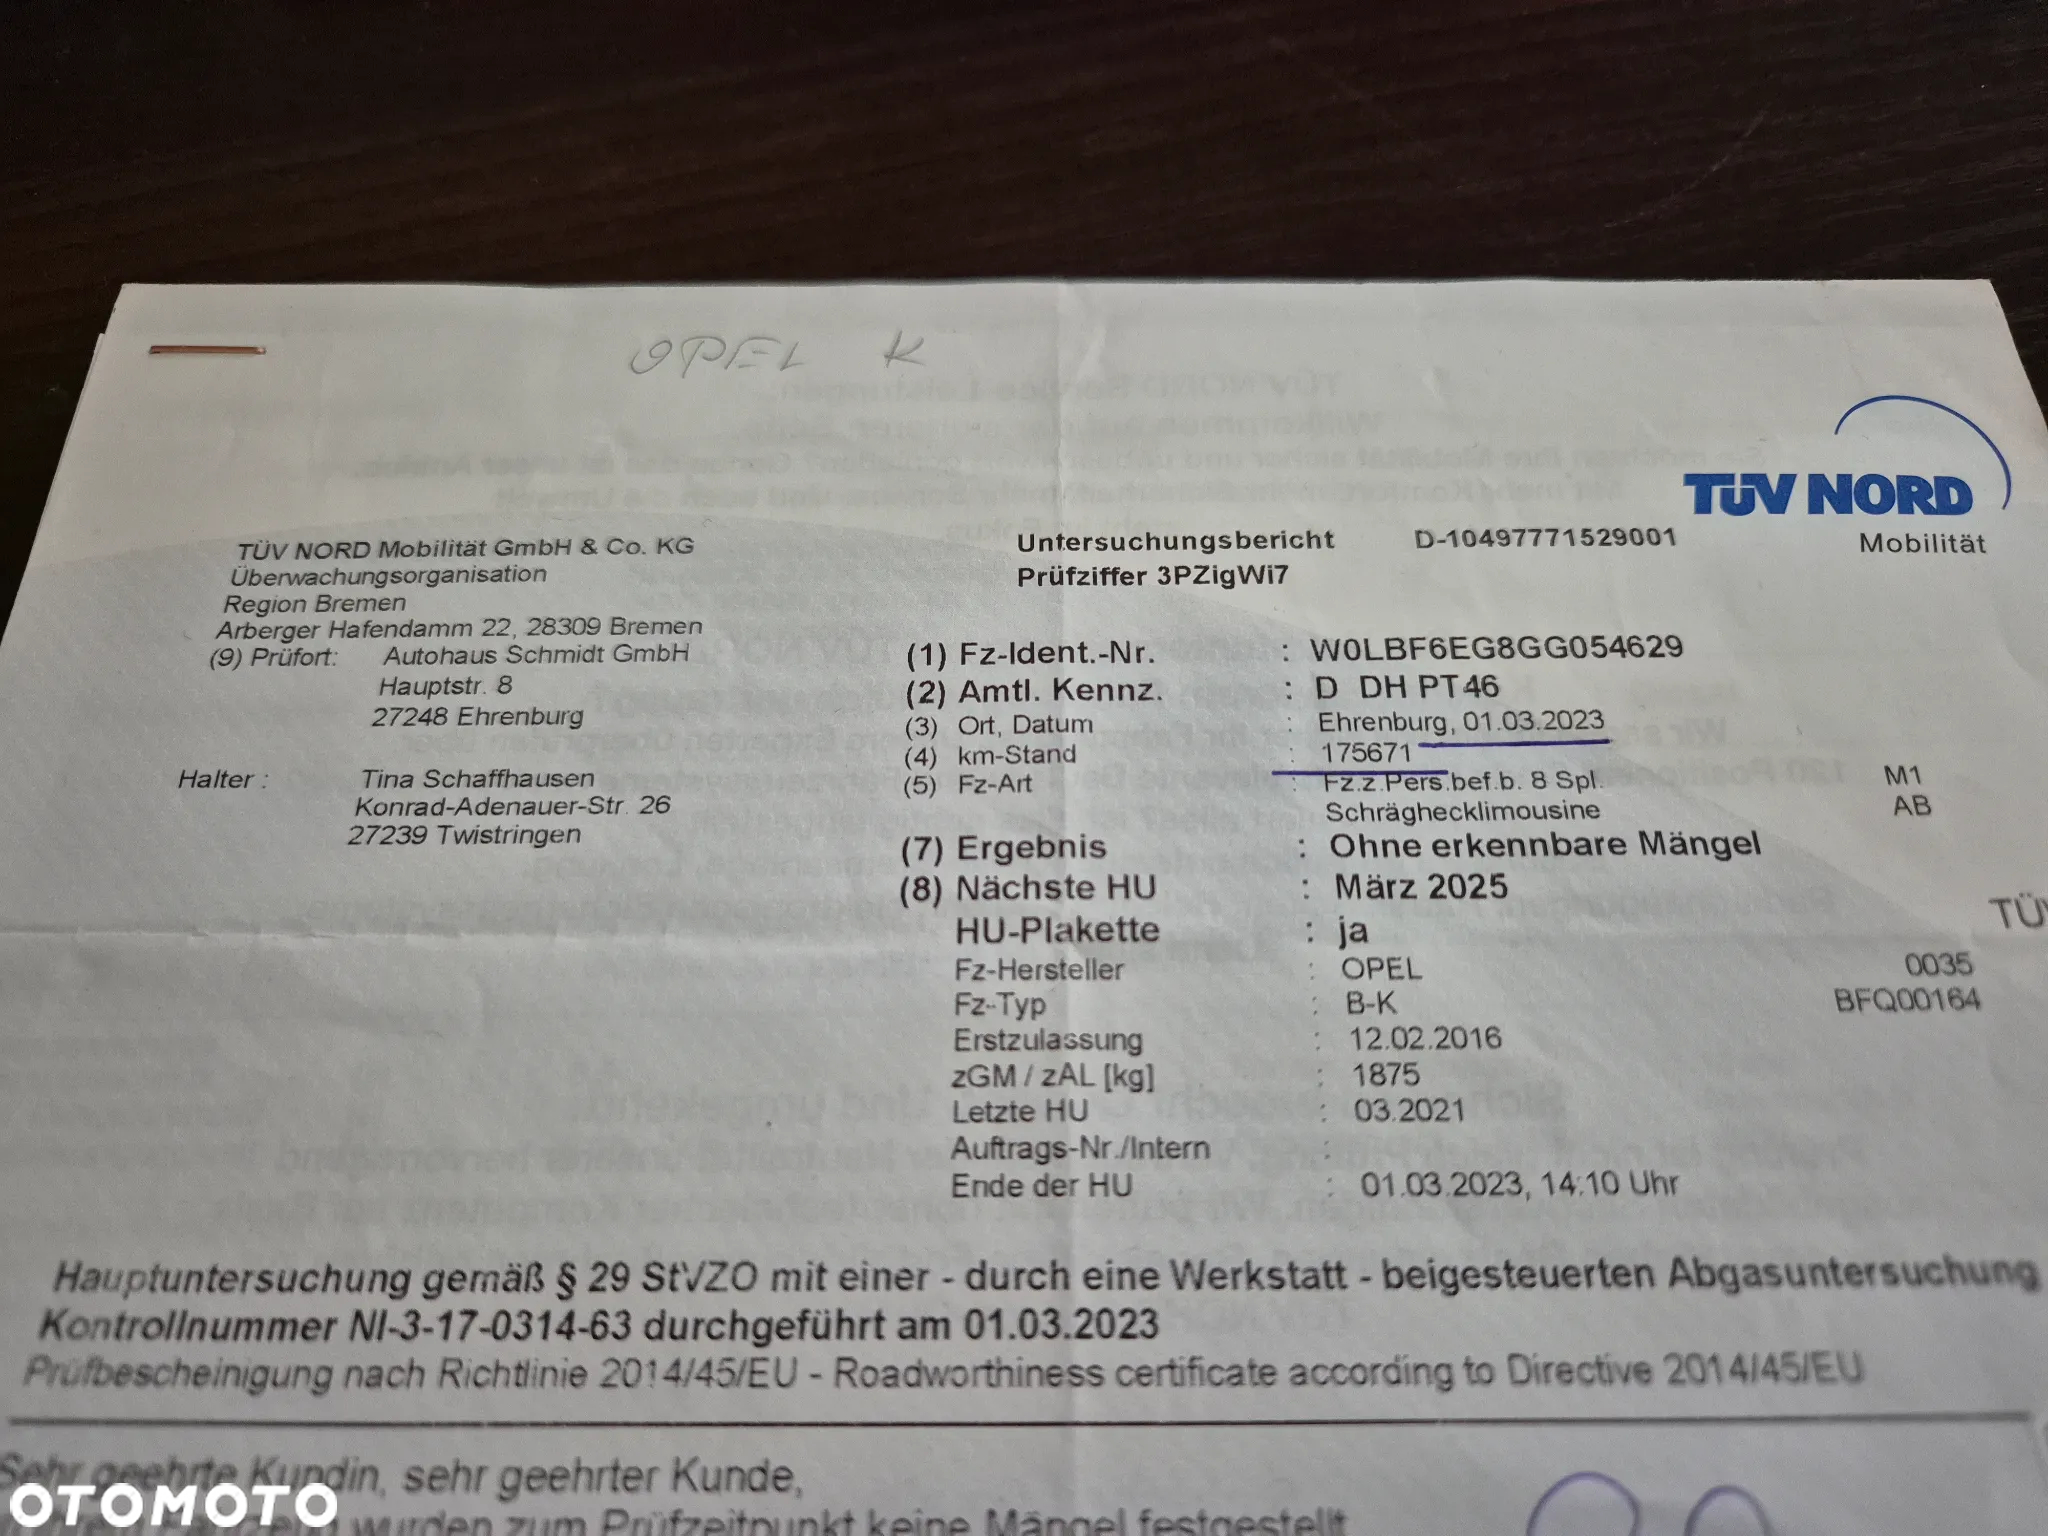 OPEL K
TÜV NORD
Mobilität
TÜV NORD Mobilität GmbH & Co. KG
Überwachungsorganisation
Region Bremen
Arberger Hafendamm 22, 28309 Bremen
(9) Prüfort: Autohaus Schmidt GmbH
Hauptstr. 8
27248 Ehrenburg
Halter : Tina Schaffhausen
Konrad-Adenauer-Str. 26
27239 Twistringen
Untersuchungsbericht D-10497771529001
Prüfziffer 3PZigWi7
(1) Fz-Ident.-Nr. : W0LBF6EG8GG054629
(2) Amtl. Kennz. : D DH PT46
(3) Ort, Datum : Ehrenburg, 01.03.2023
(4) km-Stand : 175671
(5) Fz-Art : Fz.z.Pers.bef.b. 8 Spl. M1
Schräghecklimousine AB
(7) Ergebnis : Ohne erkennbare Mängel
(8) Nächste HU : März 2025
HU-Plakette : ja
Fz-Hersteller : OPEL 0035
Fz-Typ : B-K BFQ00164
Erstzulassung : 12.02.2016
zGM / zAL [kg] : 1875
Letzte HU : 03.2021
Auftrags-Nr./Intern :
Ende der HU : 01.03.2023, 14:10 Uhr
Hauptuntersuchung gemäß § 29 StVZO mit einer - durch eine Werkstatt - beigesteuerten Abgasuntersuchung
Kontrollnummer NI-3-17-0314-63 durchgeführt am 01.03.2023
Prüfbescheinigung nach Richtlinie 2014/45/EU - Roadworthiness certificate according to Directive 2014/45/EU
Sehr geehrte Kundin, sehr geehrter Kunde,
wurden zum Prüfzeitpunkt keine Mängel festgestellt
OTOMOTO